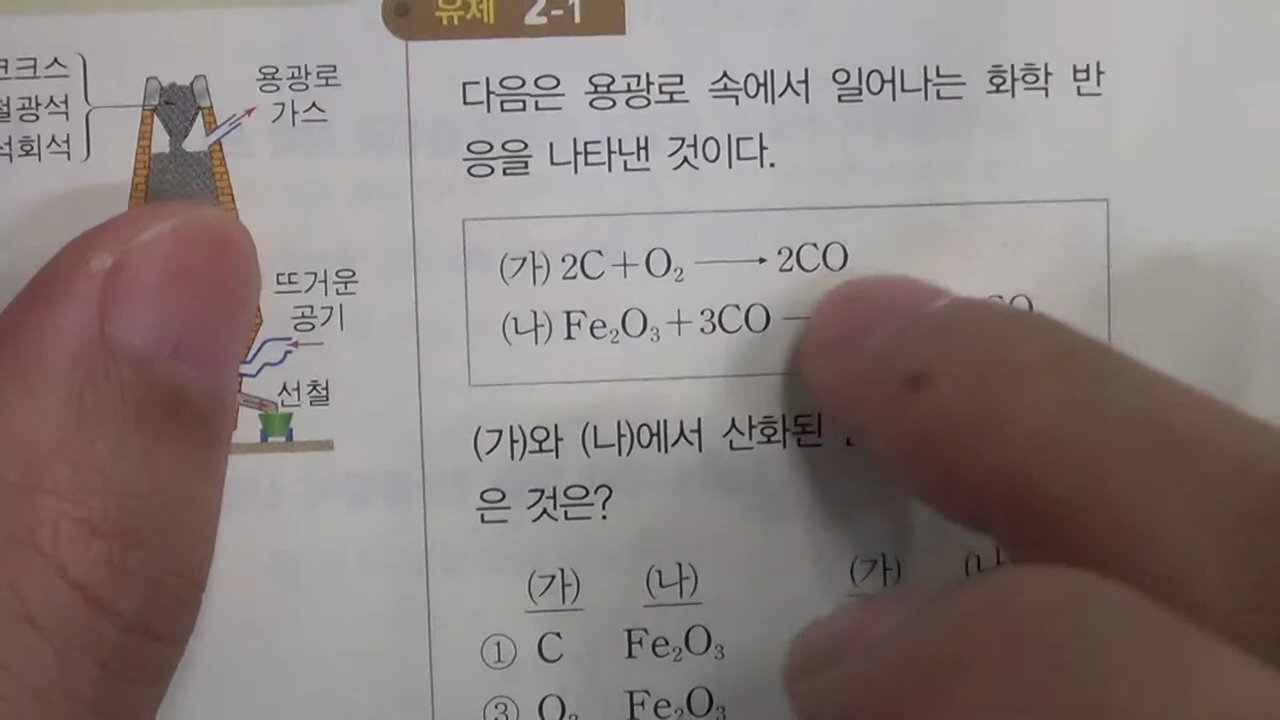 유제 2-1
코크스
철광석
석회석
용광로
가스
뜨거운
공기
선철
다음은 용광로 속에서 일어나는 화학 반
응을 나타낸 것이다.
(가) 2C+O₂ ⟶ 2CO
(나) Fe₂O₃+3CO
(가)와 (나)에서 산화된
은 것은?
(가) (나) (가) (나)
① C Fe₂O₃
③ O₂ Fe₂O₃